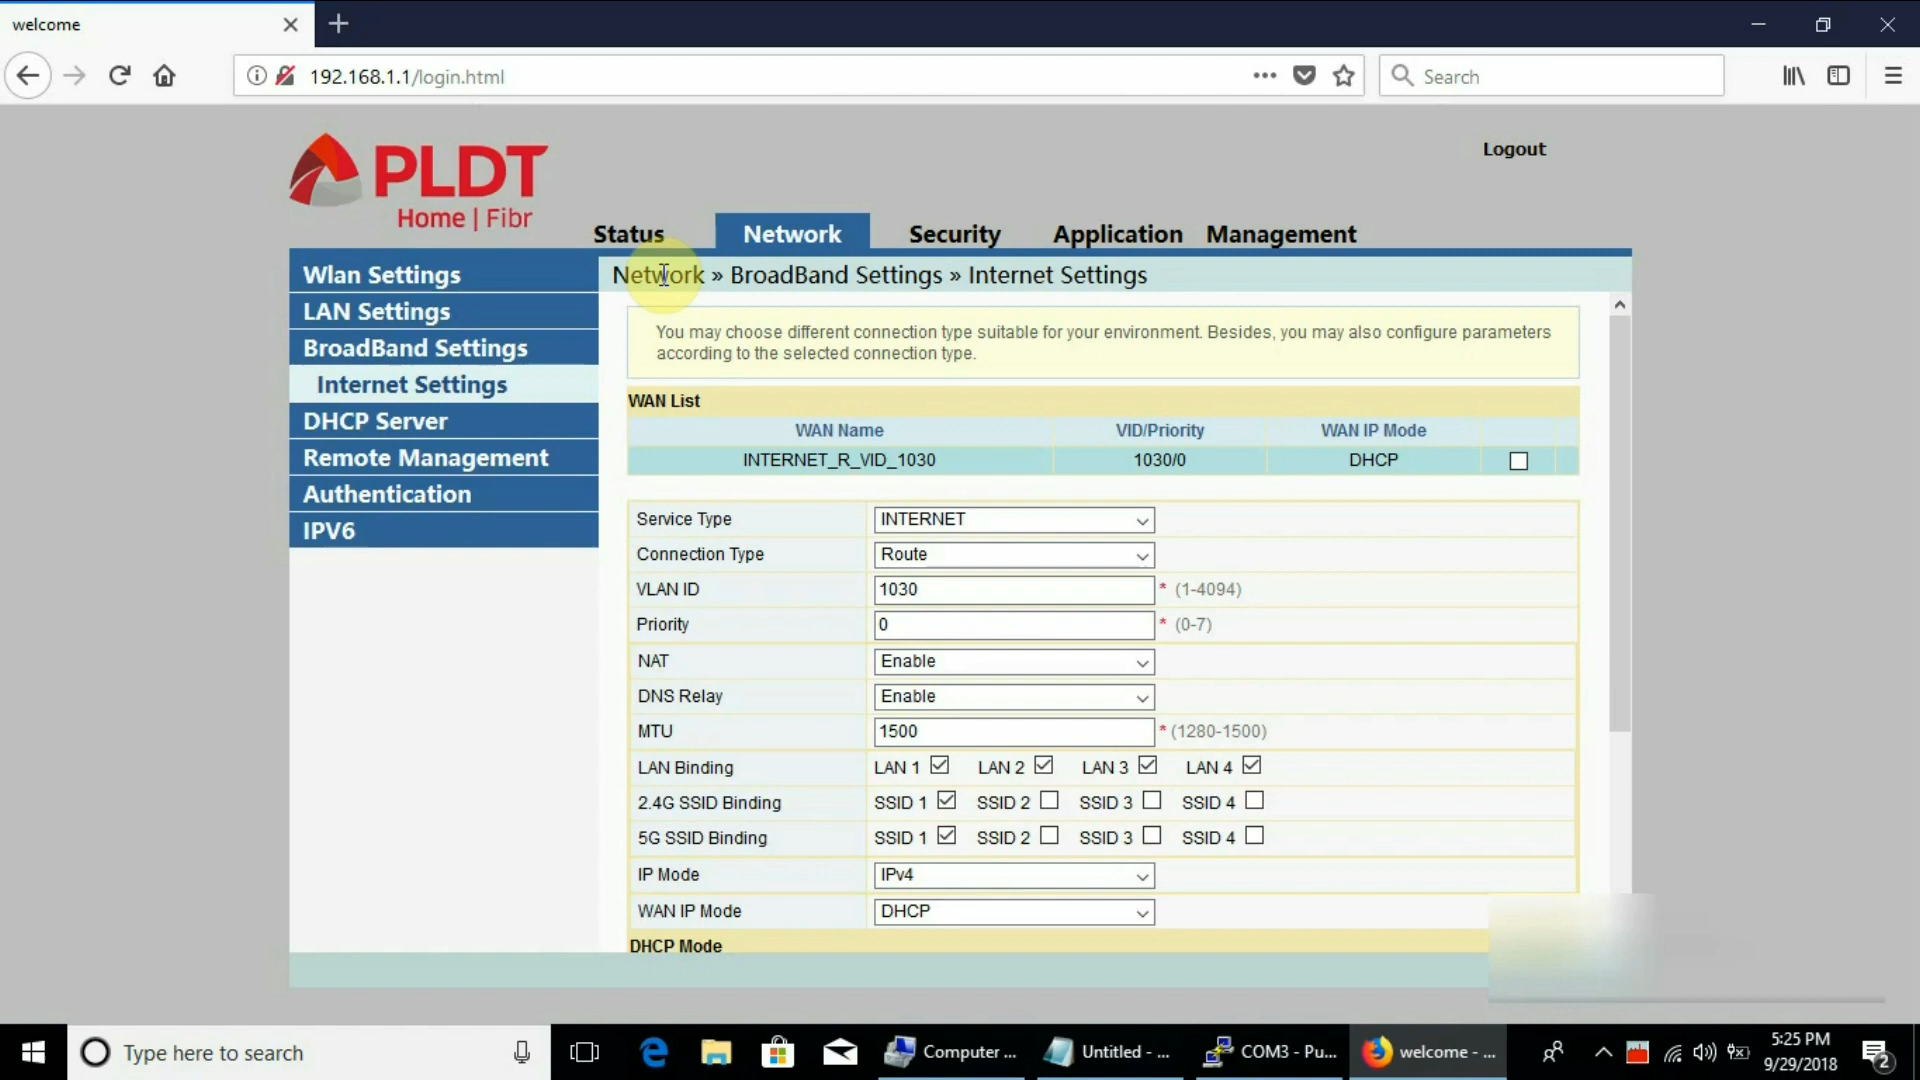 welcome
192.168.1.1/login.html
Search
PLDT
Home | Fibr
Logout
Status Network Security Application Management
Network » BroadBand Settings » Internet Settings
Wlan Settings
LAN Settings
BroadBand Settings
Internet Settings
DHCP Server
Remote Management
Authentication
IPV6
You may choose different connection type suitable for your environment. Besides, you may also configure parameters
according to the selected connection type.
WAN List
WAN Name VID/Priority WAN IP Mode
INTERNET_R_VID_1030 1030/0 DHCP
Service Type INTERNET
Connection Type Route
VLAN ID 1030 * (1-4094)
Priority 0 * (0-7)
NAT Enable
DNS Relay Enable
MTU 1500 * (1280-1500)
LAN Binding LAN 1 LAN 2 LAN 3 LAN 4
2.4G SSID Binding SSID 1 SSID 2 SSID 3 SSID 4
5G SSID Binding SSID 1 SSID 2 SSID 3 SSID 4
IP Mode IPv4
WAN IP Mode DHCP
DHCP Mode
Type here to search
Computer ...
Untitled - ...
COM3 - Pu...
welcome - ...
5:25 PM
9/29/2018
2